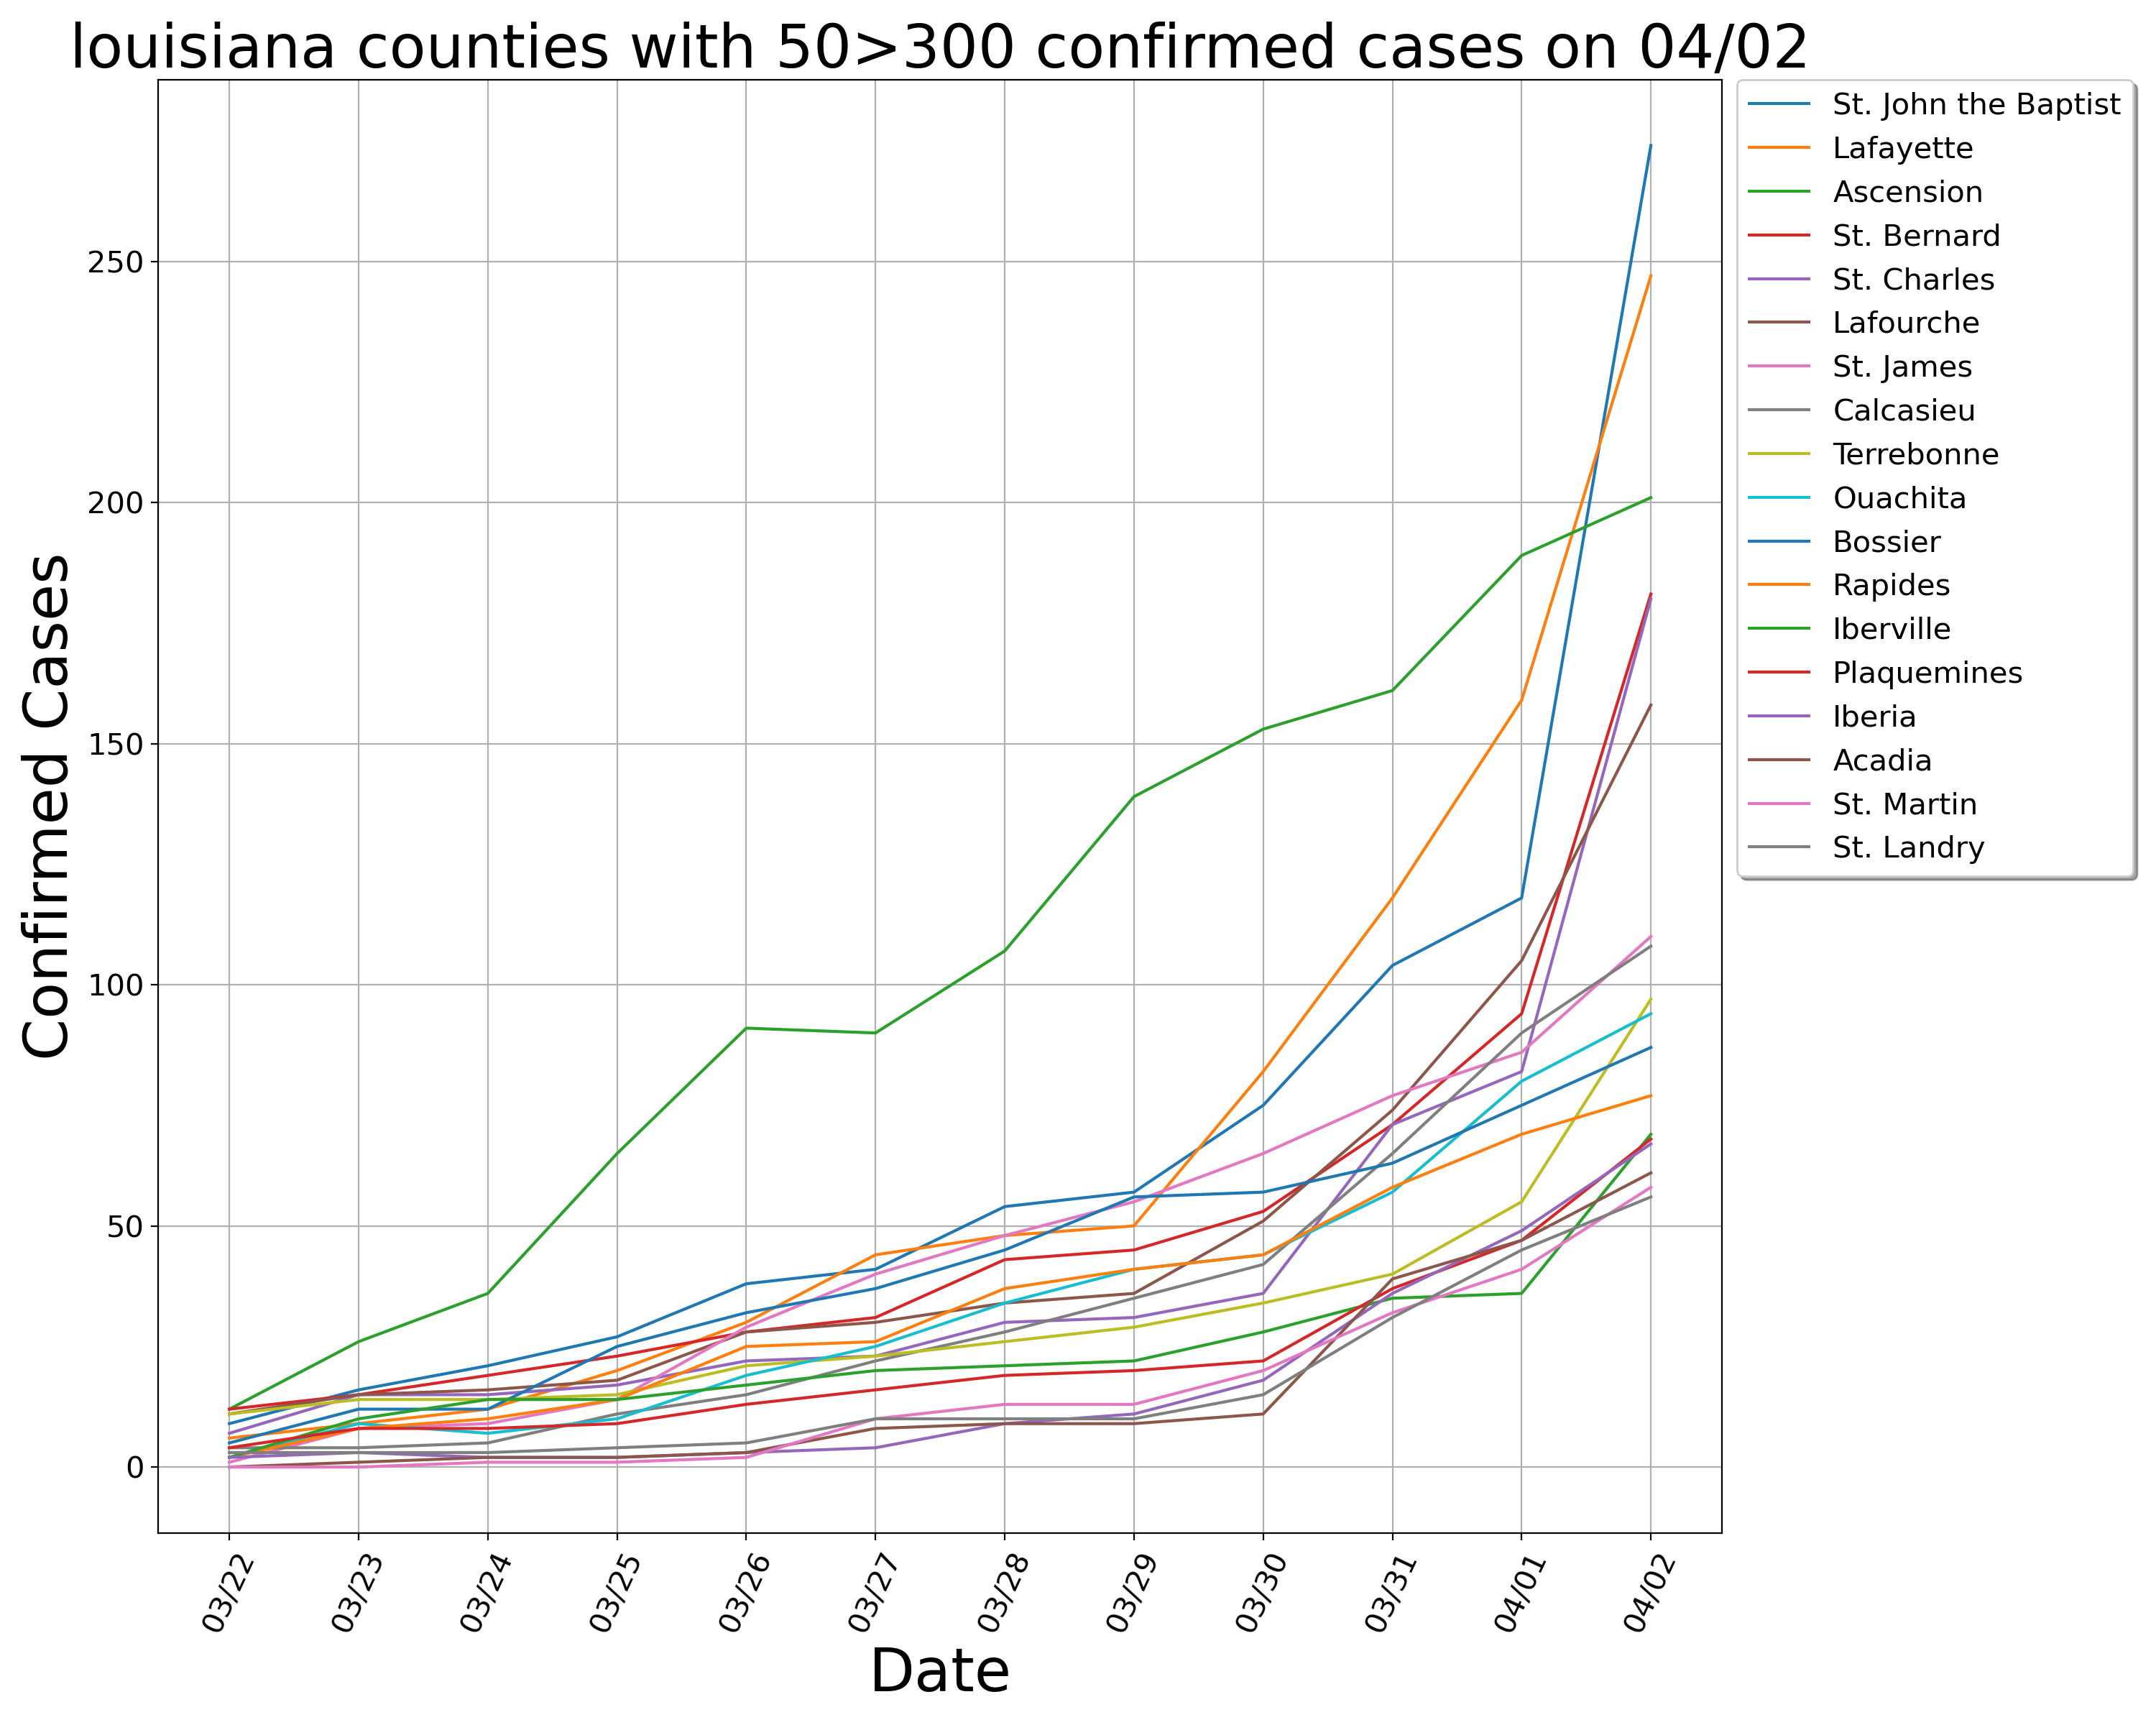 louisiana counties with 50>300 confirmed cases on 04/02
Confirmed Cases
250
200
150
100
50
0
03/22
03/23
03/24
03/25
03/26
03/27
03/28
03/29
03/30
03/31
04/01
04/02
Date
St. John the Baptist
Lafayette
Ascension
St. Bernard
St. Charles
Lafourche
St. James
Calcasieu
Terrebonne
Ouachita
Bossier
Rapides
Iberville
Plaquemines
Iberia
Acadia
St. Martin
St. Landry